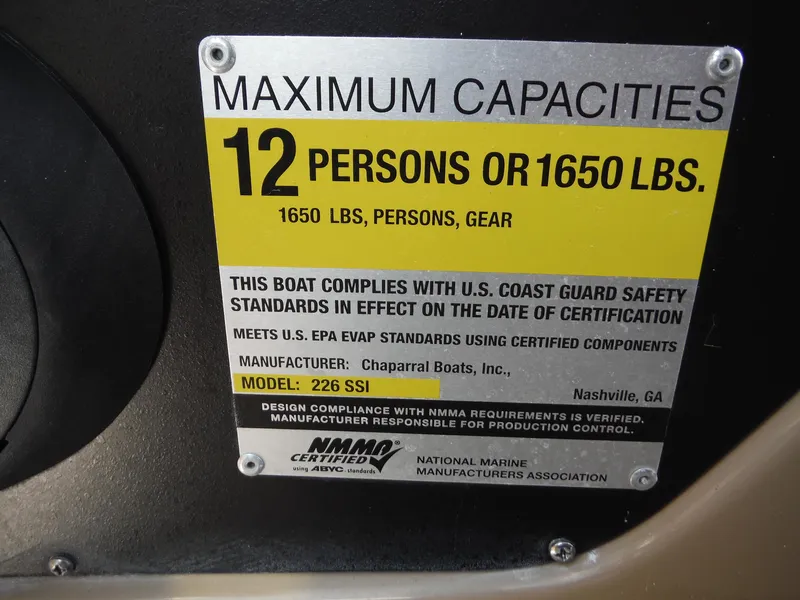 MAXIMUM CAPACITIES
12 PERSONS OR 1650 LBS.
1650 LBS, PERSONS, GEAR
THIS BOAT COMPLIES WITH U.S. COAST GUARD SAFETY
STANDARDS IN EFFECT ON THE DATE OF CERTIFICATION
MEETS U.S. EPA EVAP STANDARDS USING CERTIFIED COMPONENTS
MANUFACTURER: Chaparral Boats, Inc.,
MODEL: 226 SSI
Nashville, GA
DESIGN COMPLIANCE WITH NMMA REQUIREMENTS IS VERIFIED.
MANUFACTURER RESPONSIBLE FOR PRODUCTION CONTROL.
NMMA®
CERTIFIED
using ABYC standards
NATIONAL MARINE
MANUFACTURERS ASSOCIATION